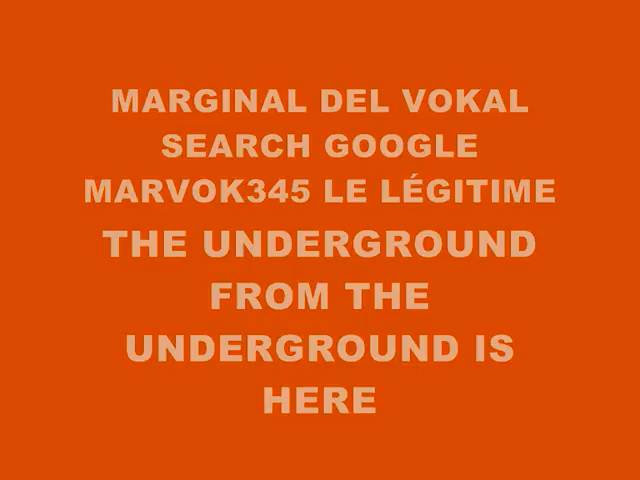 MARGINAL DEL VOKAL
SEARCH GOOGLE
MARVOK345 LE LÉGITIME
THE UNDERGROUND
FROM THE
UNDERGROUND IS
HERE